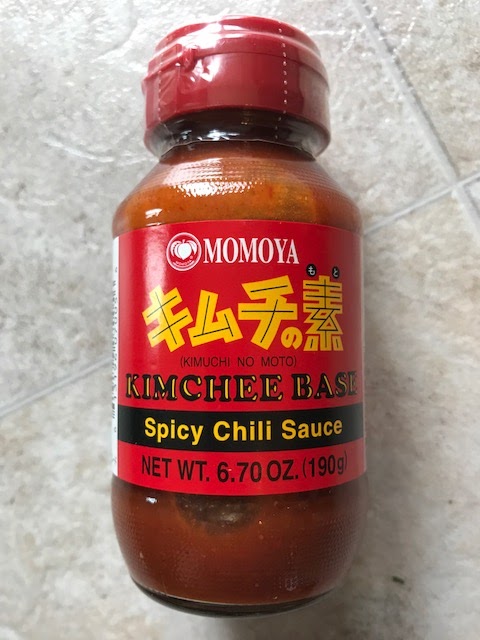 MOMOYA
キムチの素
もと
(KIMUCHI NO MOTO)
KIMCHEE BASE
Spicy Chili Sauce
NET WT. 6.70 OZ. (190g)